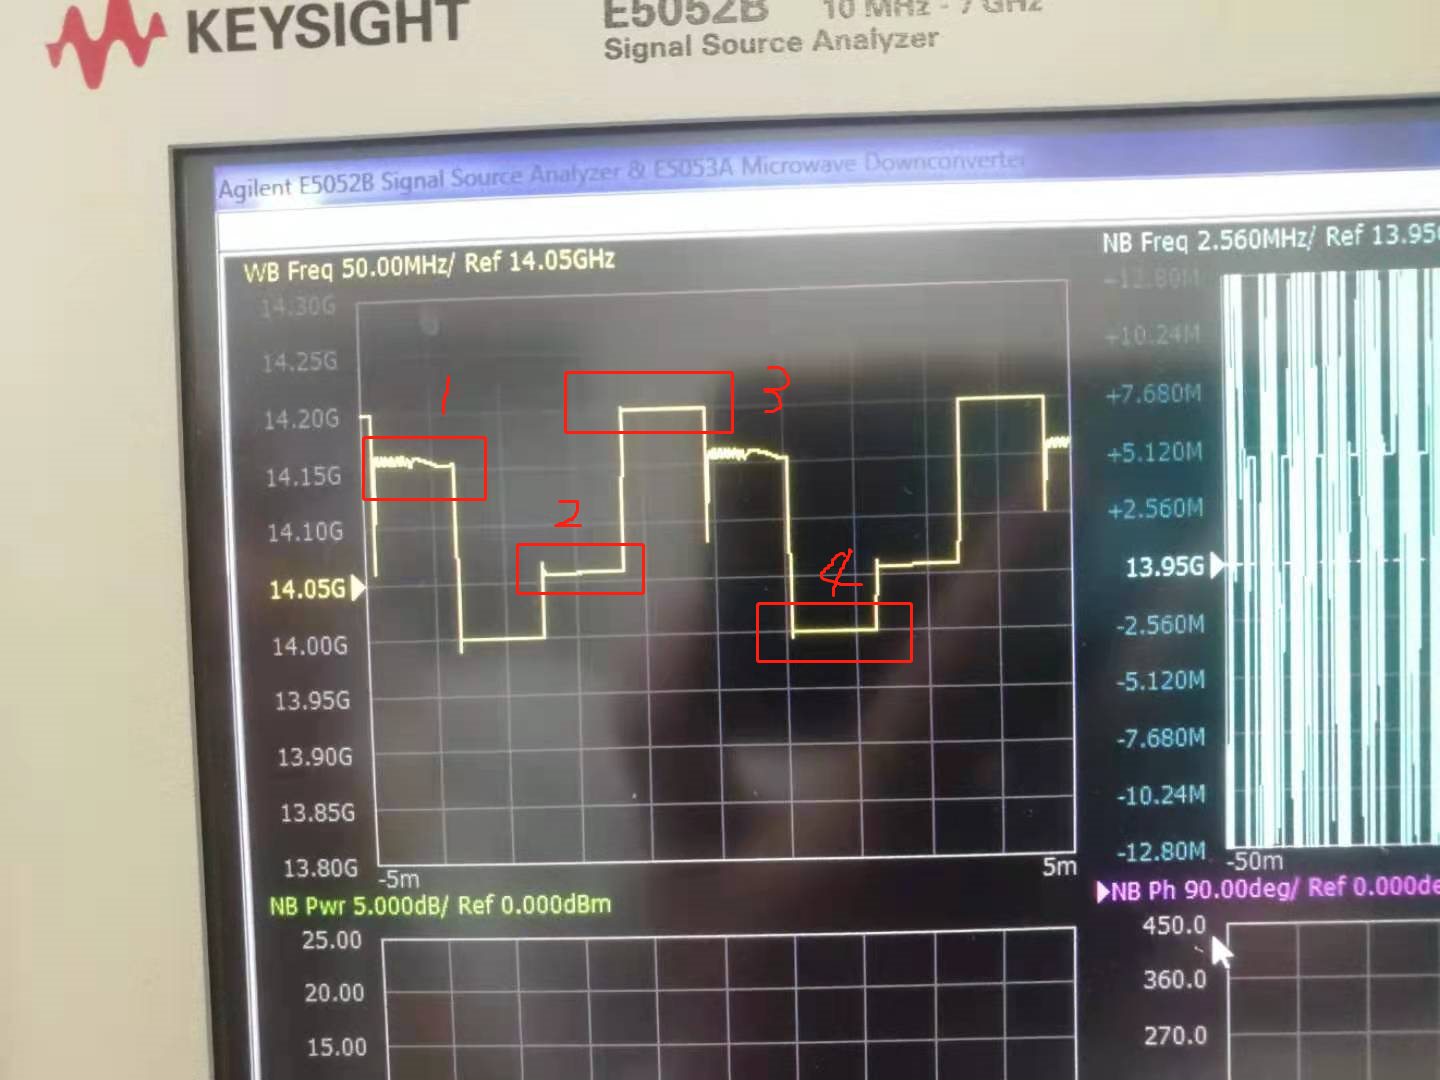 KEYSIGHT
E5052B 10 MHz - 7 GHz
Signal Source Analyzer
Agilent E5052B Signal Source Analyzer & E5053A Microwave Downconverter
WB Freq 50.00MHz/ Ref 14.05GHz
14.30G
14.25G
14.20G
14.15G
14.10G
14.05G
14.00G
13.95G
13.90G
13.85G
13.80G
-5m
5m
1
2
3
4
NB Freq 2.560MHz/ Ref 13.95
+12.80M
+10.24M
+7.680M
+5.120M
+2.560M
13.95G
-2.560M
-5.120M
-7.680M
-10.24M
-12.80M
-50m
NB Pwr 5.000dB/ Ref 0.000dBm
25.00
20.00
15.00
NB Ph 90.00deg/ Ref 0.000de
450.0
360.0
270.0